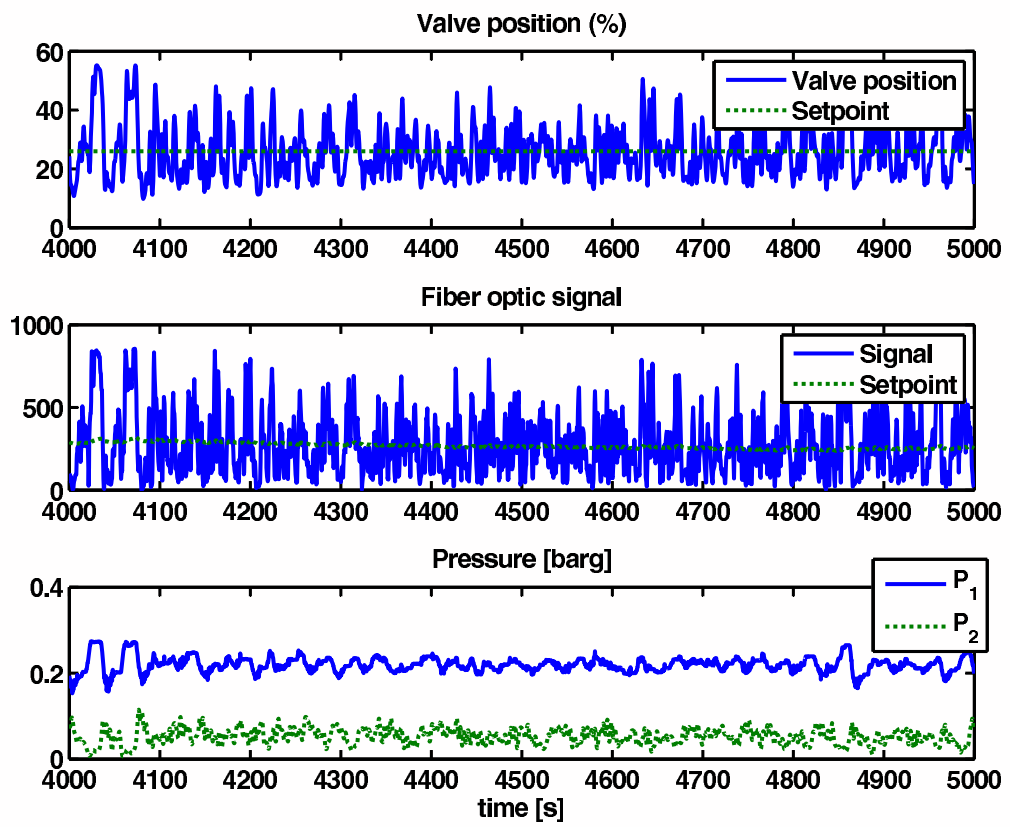 Valve position (%)
60
40
20
0
Valve position
Setpoint
4000 4100 4200 4300 4400 4500 4600 4700 4800 4900 5000
Fiber optic signal
1000
500
0
Signal
Setpoint
4000 4100 4200 4300 4400 4500 4600 4700 4800 4900 5000
Pressure [barg]
0.4
0.2
0
P1
P2
4000 4100 4200 4300 4400 4500 4600 4700 4800 4900 5000
time [s]